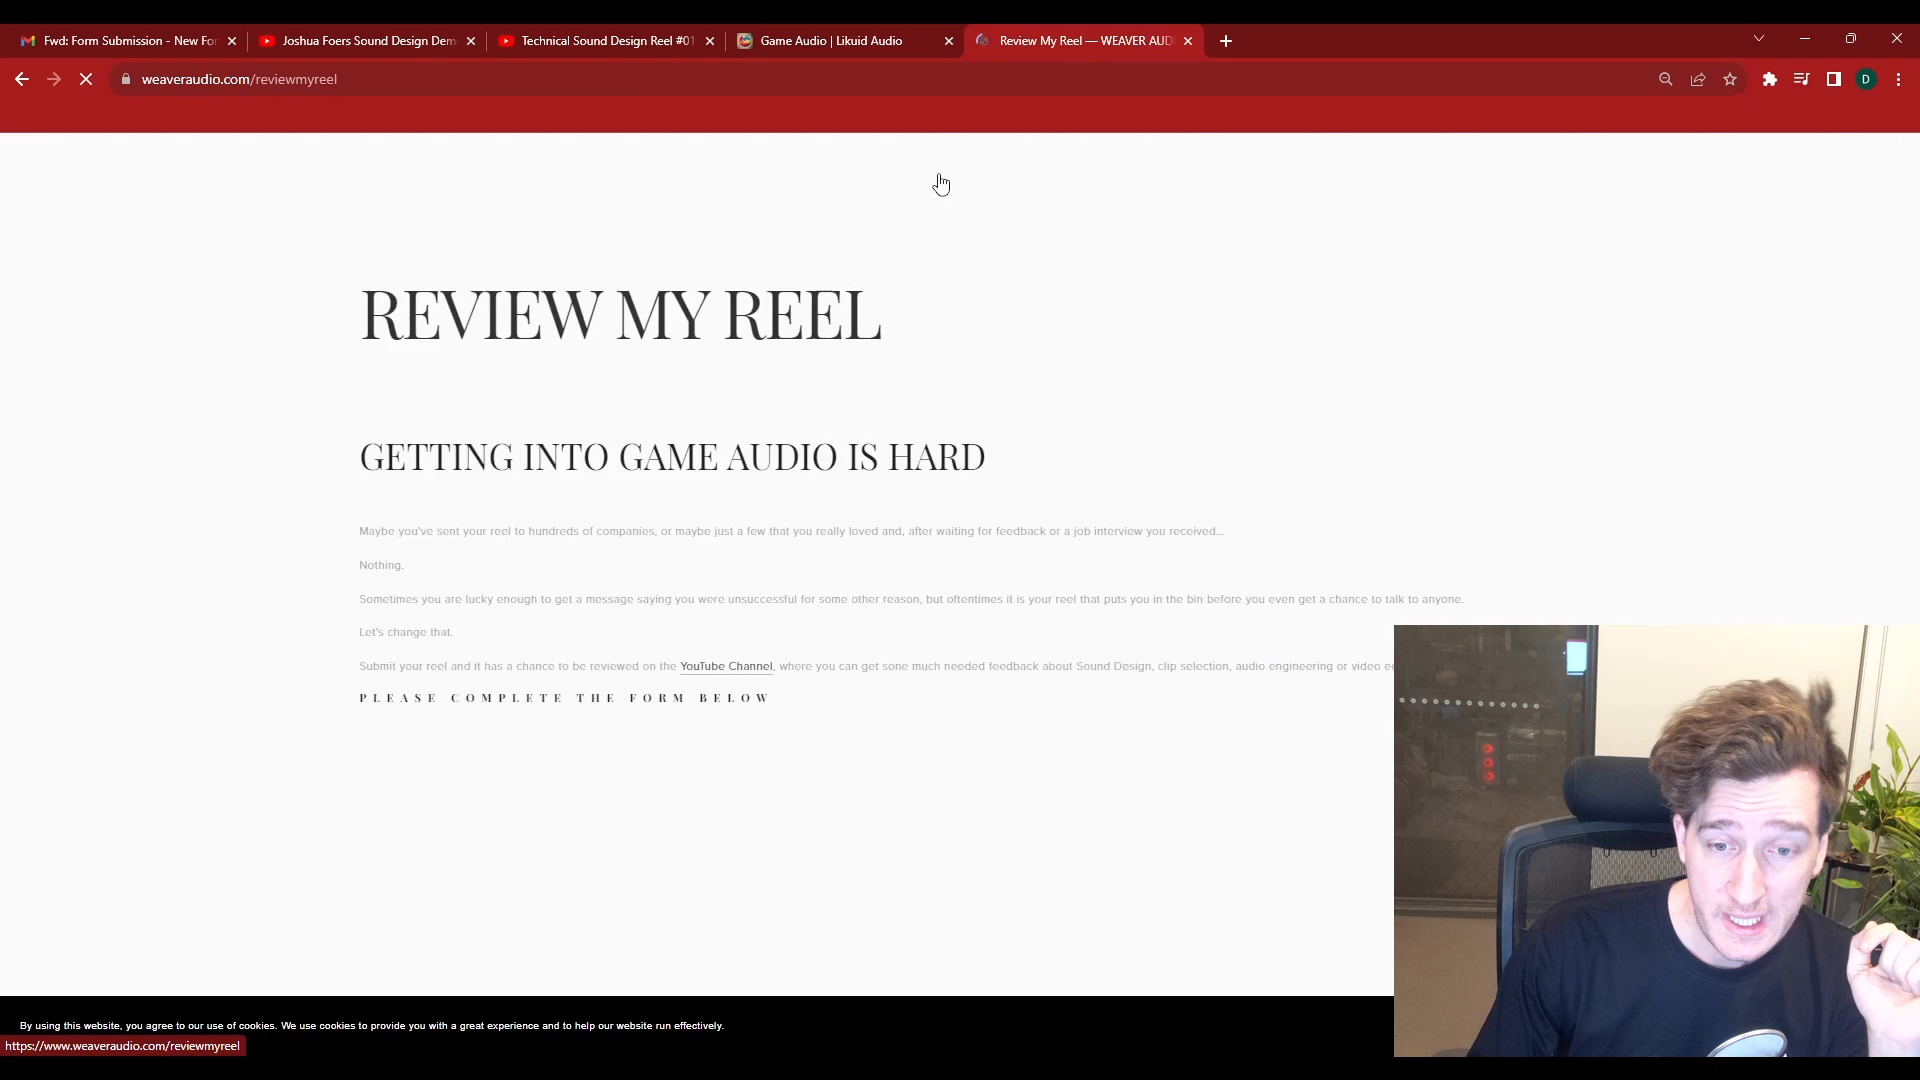 Fwd: Form Submission - New For
Joshua Foers Sound Design Dem
Technical Sound Design Reel #01
Game Audio | Likuid Audio
Review My Reel — WEAVER AUD
weaveraudio.com/reviewmyreel
D
REVIEW MY REEL
GETTING INTO GAME AUDIO IS HARD
Maybe you've sent your reel to hundreds of companies, or maybe just a few that you really loved and, after waiting for feedback or a job interview you received...
Nothing.
Sometimes you are lucky enough to get a message saying you were unsuccessful for some other reason, but oftentimes it is your reel that puts you in the bin before you even get a chance to talk to anyone.
Let's change that.
Submit your reel and it has a chance to be reviewed on the YouTube Channel, where you can get sone much needed feedback about Sound Design, clip selection, audio engineering or video ec
PLEASE COMPLETE THE FORM BELOW
By using this website, you agree to our use of cookies. We use cookies to provide you with a great experience and to help our website run effectively.
https://www.weaveraudio.com/reviewmyreel